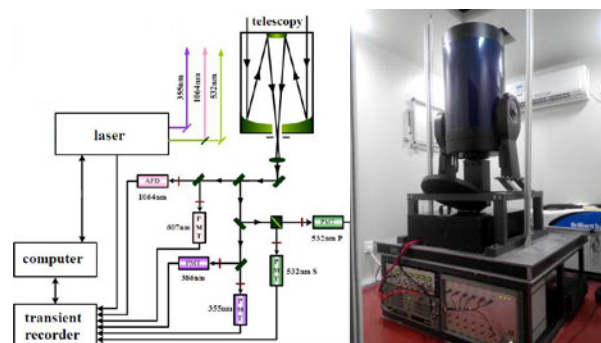 telescopy
355nm
1064nm
532nm
laser
APD
1064nm
607nm
PMT
PMT
532nm P
computer
PMT
386nm
PMT
532nm S
355nm
PMT
transient
recorder